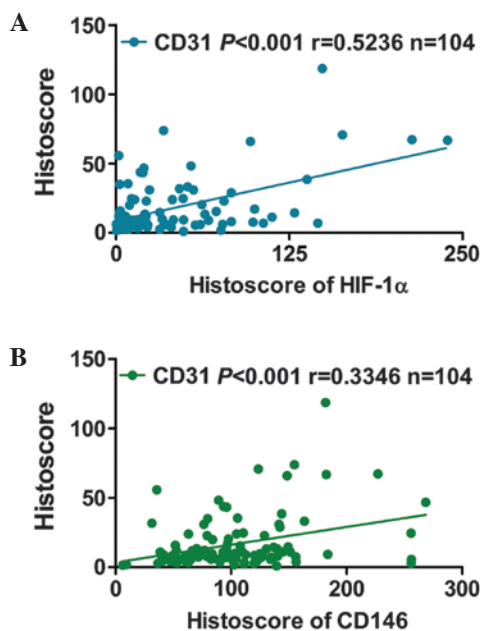 A
150
CD31 P<0.001 r=0.5236 n=104
100
Histoscore
50
0
0 125 250
Histoscore of HIF-1α
B
150
CD31 P<0.001 r=0.3346 n=104
100
Histoscore
50
0
0 100 200 300
Histoscore of CD146